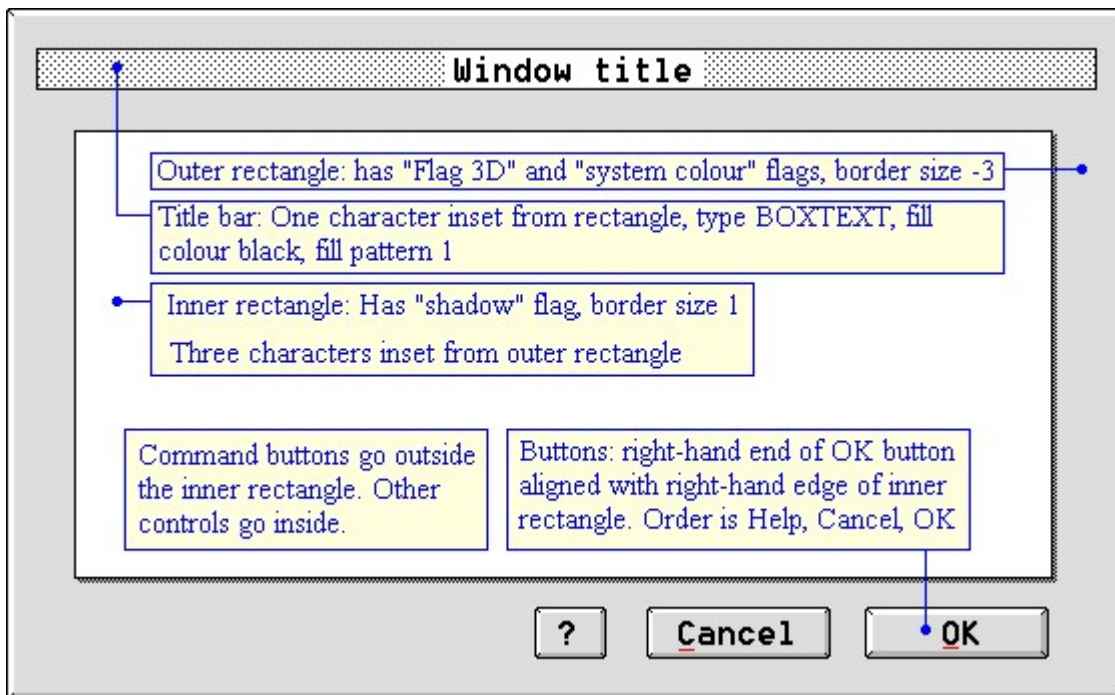 Window title
Outer rectangle: has "Flag 3D" and "system colour" flags, border size -3
Title bar: One character inset from rectangle, type BOXTEXT, fill
colour black, fill pattern 1
Inner rectangle: Has "shadow" flag, border size 1
Three characters inset from outer rectangle
Command buttons go outside
the inner rectangle. Other
controls go inside.
Buttons: right-hand end of OK button
aligned with right-hand edge of inner
rectangle. Order is Help, Cancel, OK
?
Cancel
OK